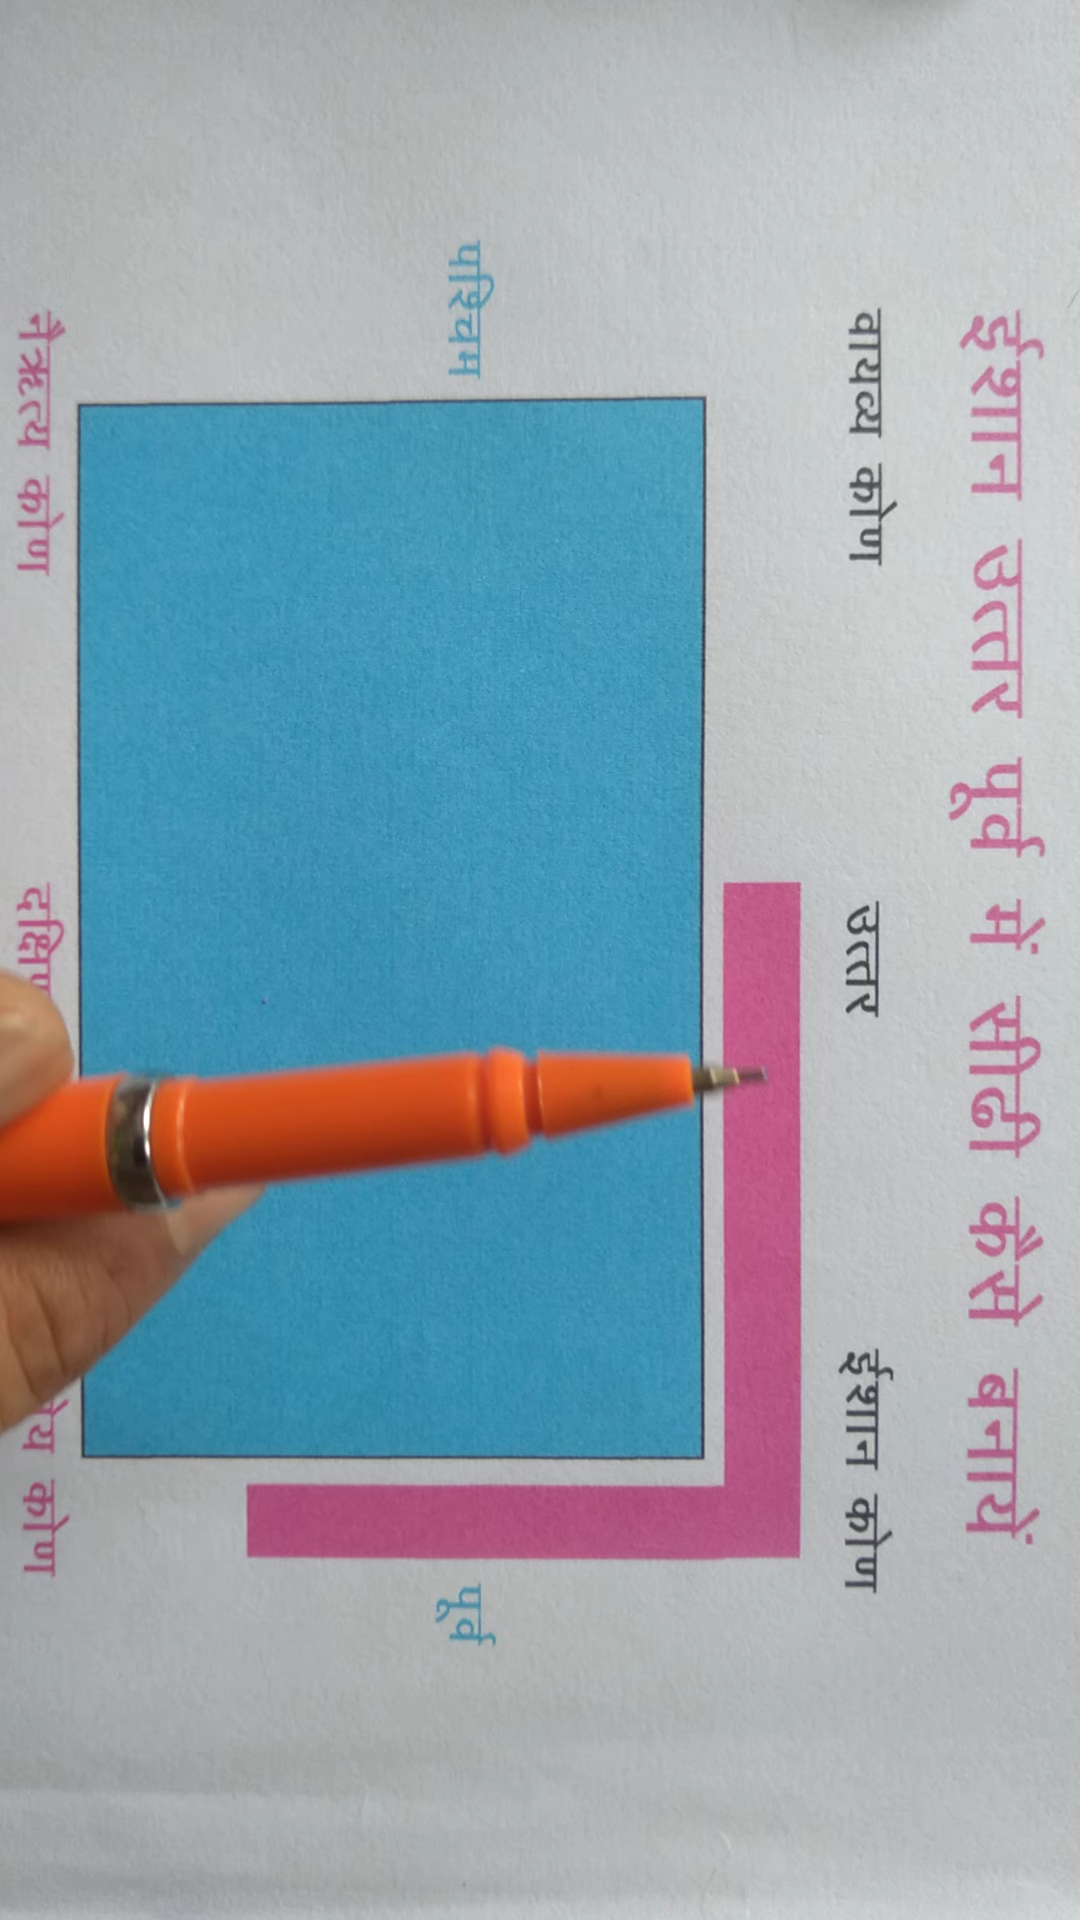 ईशान उत्तर पूर्व में सीढी कैसे बनायें
वायव्य कोण उत्तर ईशान कोण
पश्चिम पूर्व
नैऋत्य कोण कोण